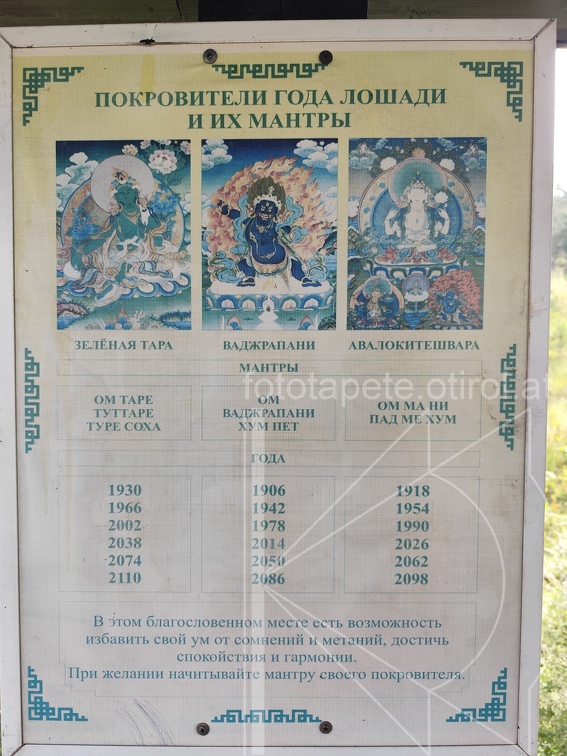 ПОКРОВИТЕЛИ ГОДА ЛОШАДИ
И ИХ МАНТРЫ
ЗЕЛЁНАЯ ТАРА ВАДЖРАПАНИ АВАЛОКИТЕШВАРА
МАНТРЫ
ОМ ТАРЕ
ТУТТАРЕ
ТУРЕ СОХА
ОМ
ВАДЖРАПАНИ
ХУМ ПЕТ
ОМ МА НИ
ПАД МЕ ХУМ
fototapete.otiro
ГОДА
1930 1906 1918
1966 1942 1954
2002 1978 1990
2038 2014 2026
2074 2050 2062
2110 2086 2098
В этом благословенном месте есть возможность
избавить свой ум от сомнений и метаний, достичь
спокойствия и гармонии.
При желании начитывайте мантру своего покровителя.